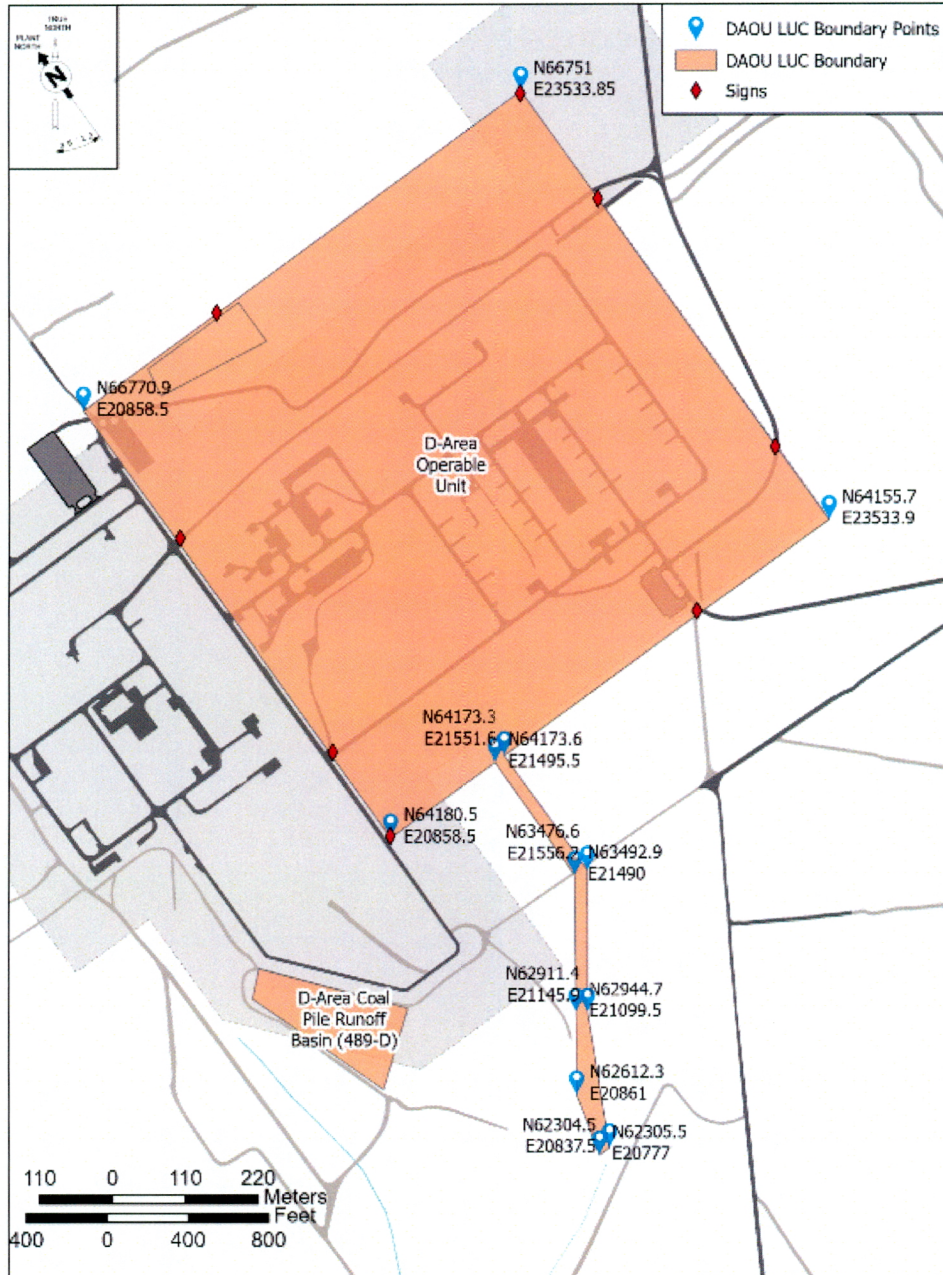 TRUE
NORTH
PLANT
NORTH
N
DAOU LUC Boundary Points
DAOU LUC Boundary
Signs
N66751
E23533.85
N66770.9
E20858.5
D-Area
Operable
Unit
N64155.7
E23533.9
N64173.3
E21551.6
N64173.6
E21495.5
N64180.5
E20858.5
N63476.6
E21556.7
N63492.9
E21490
N62911.4
E21145.9
N62944.7
E21099.5
D-Area Coal
Pile Runoff
Basin (489-D)
N62612.3
E20861
N62304.5
E20837.5
N62305.5
E20777
110 0 110 220
Meters
Feet
400 0 400 800